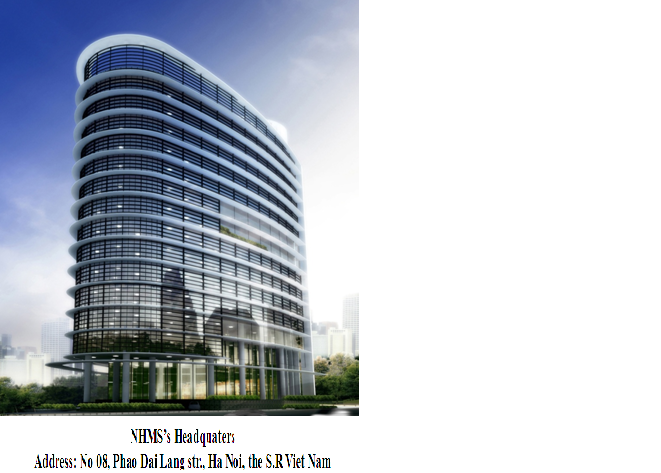 NHMS's Headquaters
Address: No 08, Phao Dai Lang str., Ha Noi, the S.R Viet Nam